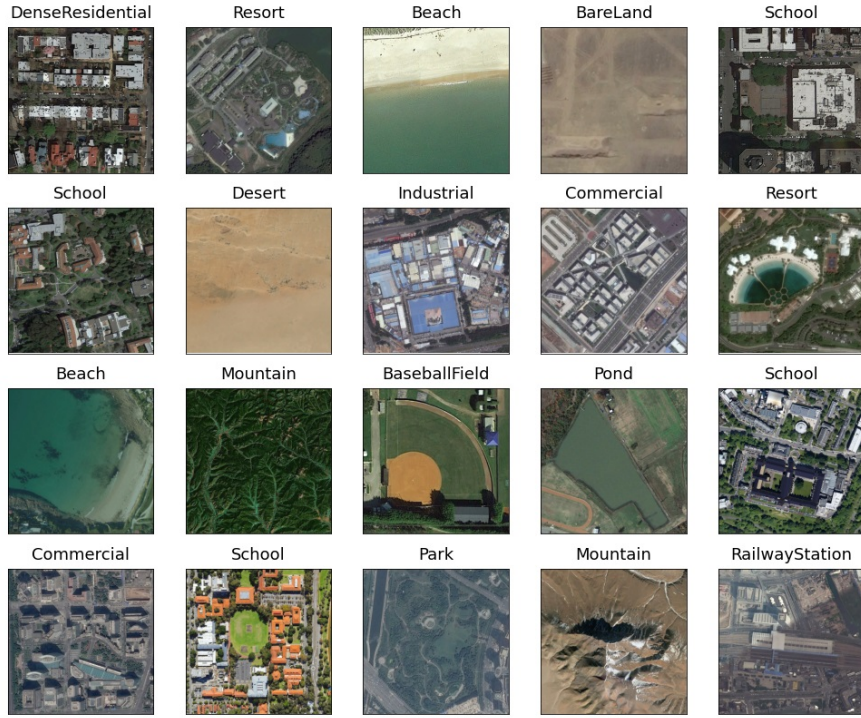 DenseResidential Resort Beach BareLand School
School Desert Industrial Commercial Resort
Beach Mountain BaseballField Pond School
Commercial School Park Mountain RailwayStation